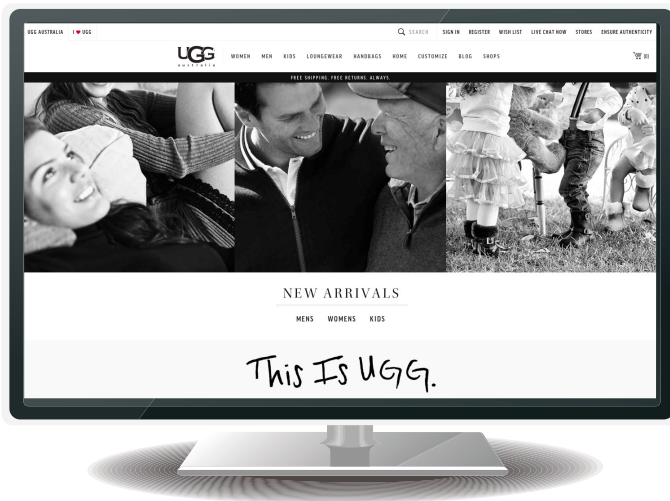 UGG AUSTRALIA I ♥ UGG SEARCH SIGN IN REGISTER WISH LIST LIVE CHAT NOW STORES ENSURE AUTHENTICITY
UGG
australia
WOMEN MEN KIDS LOUNGEWEAR HANDBAGS HOME CUSTOMIZE BLOG SHOPS (0)
FREE SHIPPING. FREE RETURNS. ALWAYS.
NEW ARRIVALS
MENS WOMENS KIDS
This Is UGG.